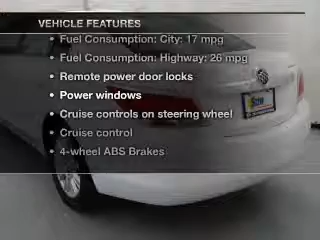 VEHICLE FEATURES
• Fuel Consumption: City: 17 mpg
• Fuel Consumption: Highway: 26 mpg
• Remote power door locks
• Power windows
• Cruise controls on steering wheel
• Cruise control
• 4-wheel ABS Brakes